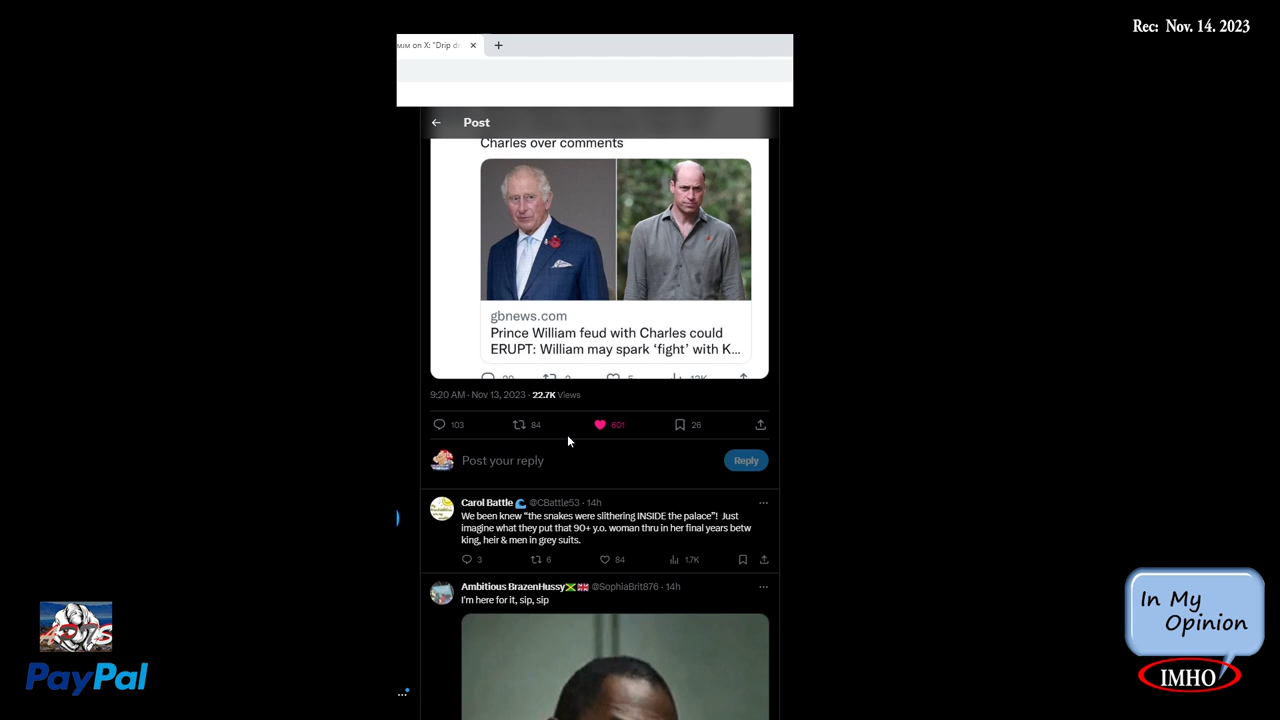 Rec: Nov. 14. 2023
on X: "Drip
Post
Charles over comments
gbnews.com
Prince William feud with Charles could
ERUPT: William may spark ‘fight’ with K...
9:20 AM · Nov 13, 2023 · 22.7K Views
103 84 601 26
Post your reply Reply
Carol Battle @CBattle53 · 14h
We been knew “the snakes were slithering INSIDE the palace”! Just
imagine what they put that 90+ y.o. woman thru in her final years betw
king, heir & men in grey suits.
3 6 84 1.7K
Ambitious BrazenHussy @SophiaBrit876 · 14h
I'm here for it, sip, sip
PayPal
In My
Opinion
IMHO